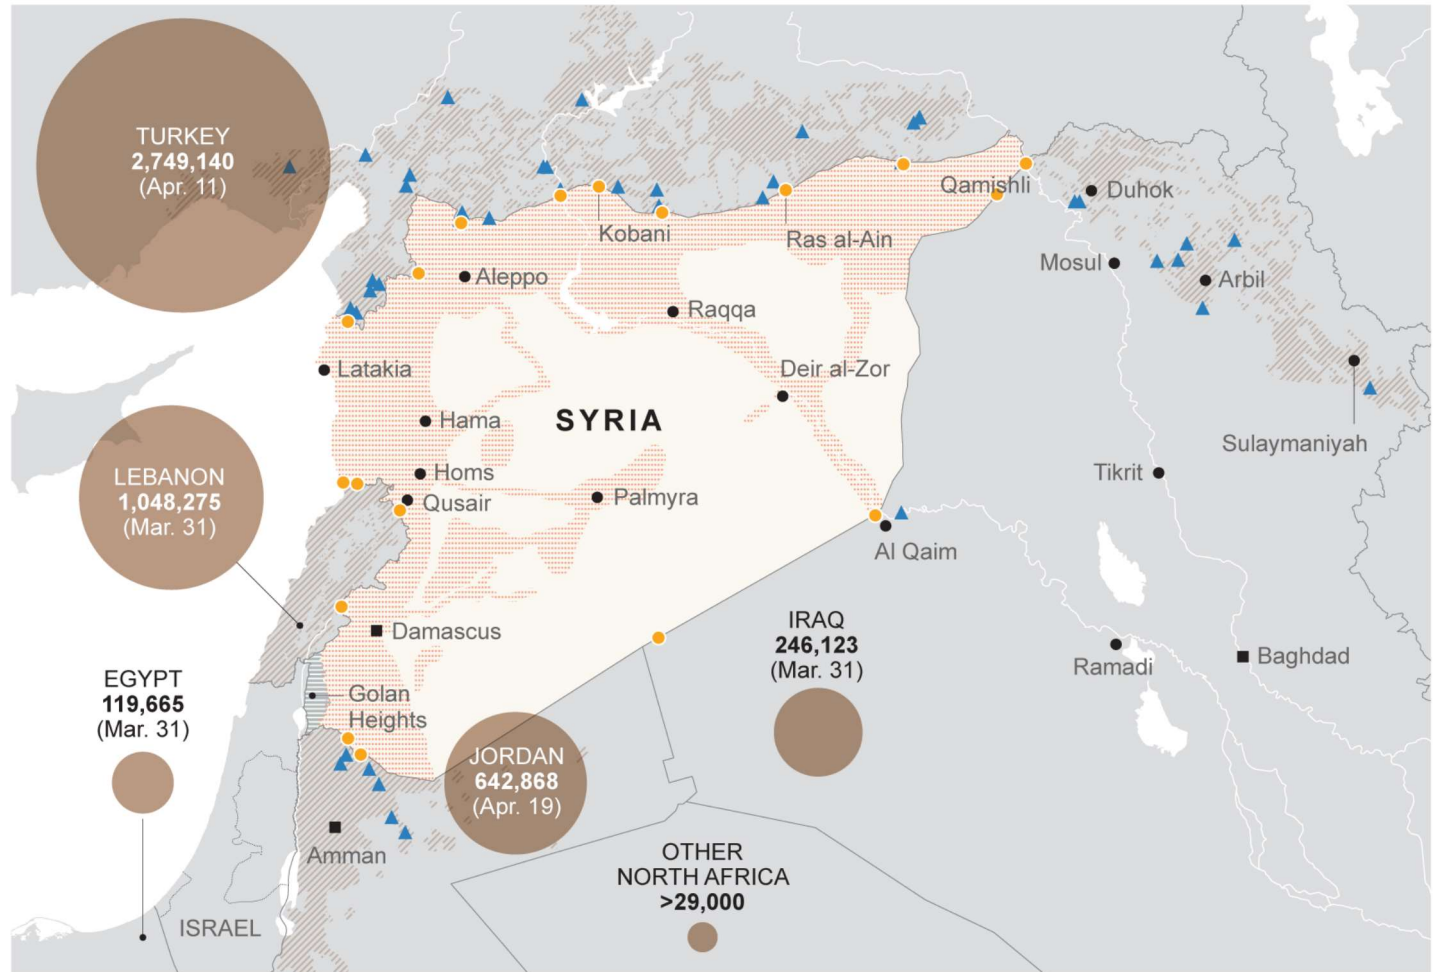 TURKEY
2,749,140
(Apr. 11)
Qamishli
Duhok
Kobani
Ras al-Ain
Mosul
Aleppo
Arbil
Raqqa
Latakia
Deir al-Zor
Hama
SYRIA
Sulaymaniyah
LEBANON
1,048,275
(Mar. 31)
Homs
Tikrit
Qusair
Palmyra
Al Qaim
Damascus
IRAQ
246,123
(Mar. 31)
Ramadi
Baghdad
EGYPT
119,665
(Mar. 31)
Golan
Heights
JORDAN
642,868
(Apr. 19)
Amman
OTHER
NORTH AFRICA
>29,000
ISRAEL